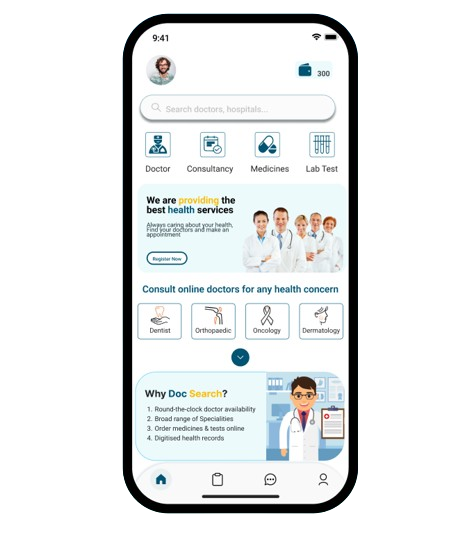 9:41
300
Search doctors, hospitals...
Doctor
Consultancy
Medicines
Lab Test
We are providing the
best health services
Always caring about your health,
Find your doctors and make an
appointment
Register Now
Consult online doctors for any health concern
Dentist
Orthopaedic
Oncology
Dermatology
Why Doc Search?
1. Round-the-clock doctor availability
2. Broad range of Specialities
3. Order medicines & tests online
4. Digitised health records